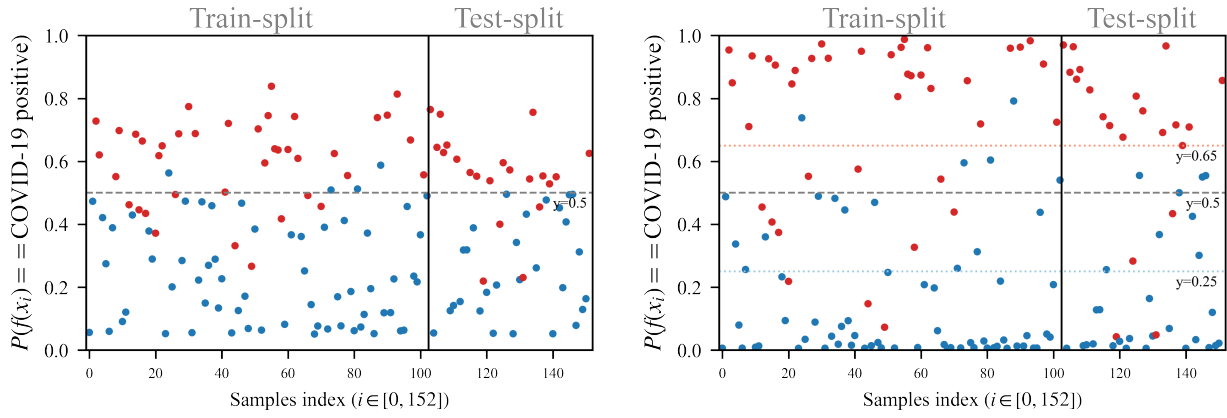 Train-split Test-split
1.0
0.8
0.6
0.4
0.2
0.0
P(f(x_i) == COVID-19 positive)
y=0.5
0 20 40 60 80 100 120 140
Samples index (i ∈ [0, 152])
Train-split Test-split
1.0
0.8
0.6
0.4
0.2
0.0
P(f(x_i) == COVID-19 positive)
y=0.65
y=0.5
y=0.25
0 20 40 60 80 100 120 140
Samples index (i ∈ [0, 152])